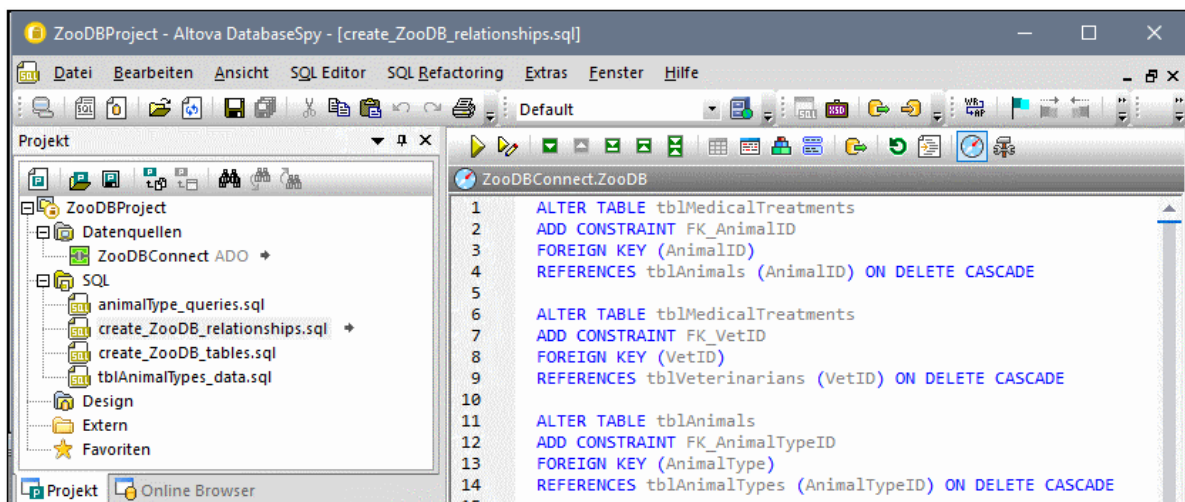 ZooDBProject - Altova DatabaseSpy - [create_ZooDB_relationships.sql]
Datei Bearbeiten Ansicht SQL Editor SQL Refactoring Extras Fenster Hilfe
Default
Projekt
ZooDBProject
Datenquellen
ZooDBConnect ADO
SQL
animalType_queries.sql
create_ZooDB_relationships.sql
create_ZooDB_tables.sql
tblAnimalTypes_data.sql
Design
Extern
Favoriten
Projekt Online Browser
ZooDBConnect.ZooDB
1 ALTER TABLE tblMedicalTreatments
2 ADD CONSTRAINT FK_AnimalID
3 FOREIGN KEY (AnimalID)
4 REFERENCES tblAnimals (AnimalID) ON DELETE CASCADE
5
6 ALTER TABLE tblMedicalTreatments
7 ADD CONSTRAINT FK_VetID
8 FOREIGN KEY (VetID)
9 REFERENCES tblVeterinarians (VetID) ON DELETE CASCADE
10
11 ALTER TABLE tblAnimals
12 ADD CONSTRAINT FK_AnimalTypeID
13 FOREIGN KEY (AnimalType)
14 REFERENCES tblAnimalTypes (AnimalTypeID) ON DELETE CASCADE